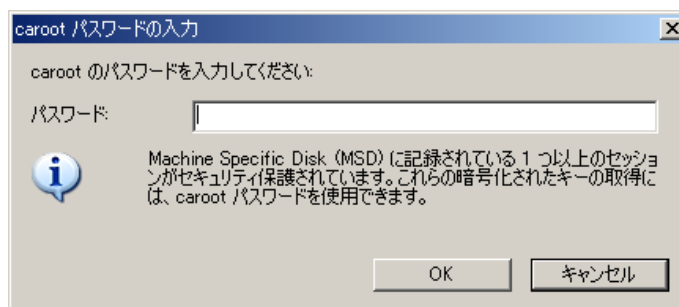 caroot パスワードの入力
caroot のパスワードを入力してください:
パスワード:
Machine Specific Disk (MSD) に記録されている 1 つ以上のセッショ
ンがセキュリティ保護されています。これらの暗号化されたキーの取得に
は、caroot パスワードを使用できます。
OK
キャンセル